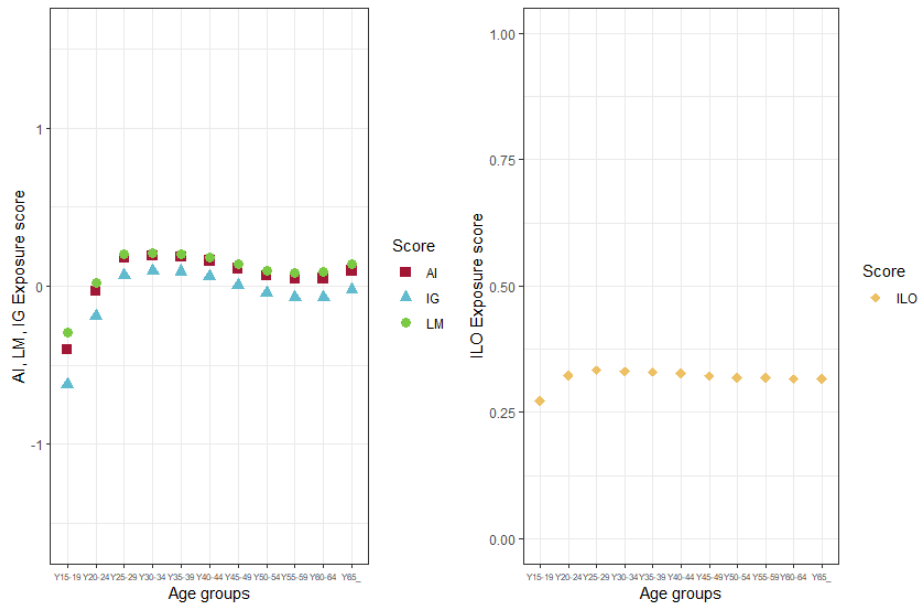 AI, LM, IG Exposure score
1
0
-1
Y15-19 Y20-24 Y25-29 Y30-34 Y35-39 Y40-44 Y45-49 Y50-54 Y55-59 Y60-64 Y65_
Age groups
Score
AI
IG
LM
ILO Exposure score
1.00
0.75
0.50
0.25
0.00
Y15-19 Y20-24 Y25-29 Y30-34 Y35-39 Y40-44 Y45-49 Y50-54 Y55-59 Y60-64 Y65_
Age groups
Score
ILO